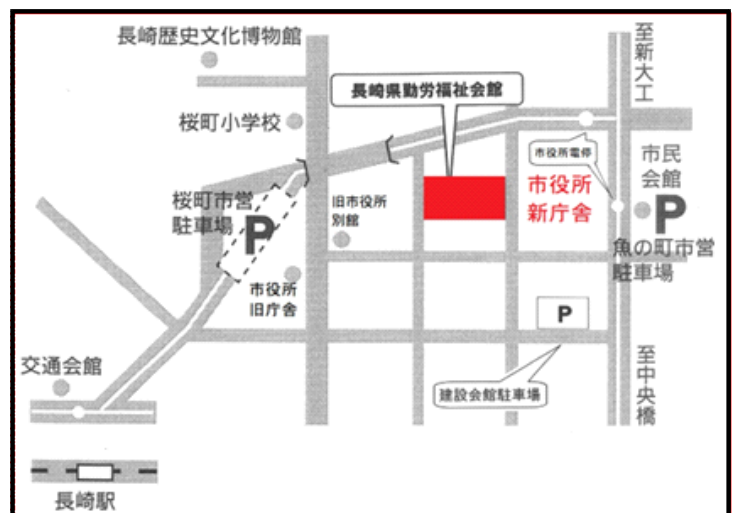 長崎歴史文化博物館
至新大工
長崎県勤労福祉会館
桜町小学校
市役所電停
市民
会館
桜町市営
駐車場
P
旧市役所
別館
市役所
新庁舎
P
魚の町市営
駐車場
市役所
旧庁舎
P
交通会館
建設会館駐車場
至中央橋
長崎駅